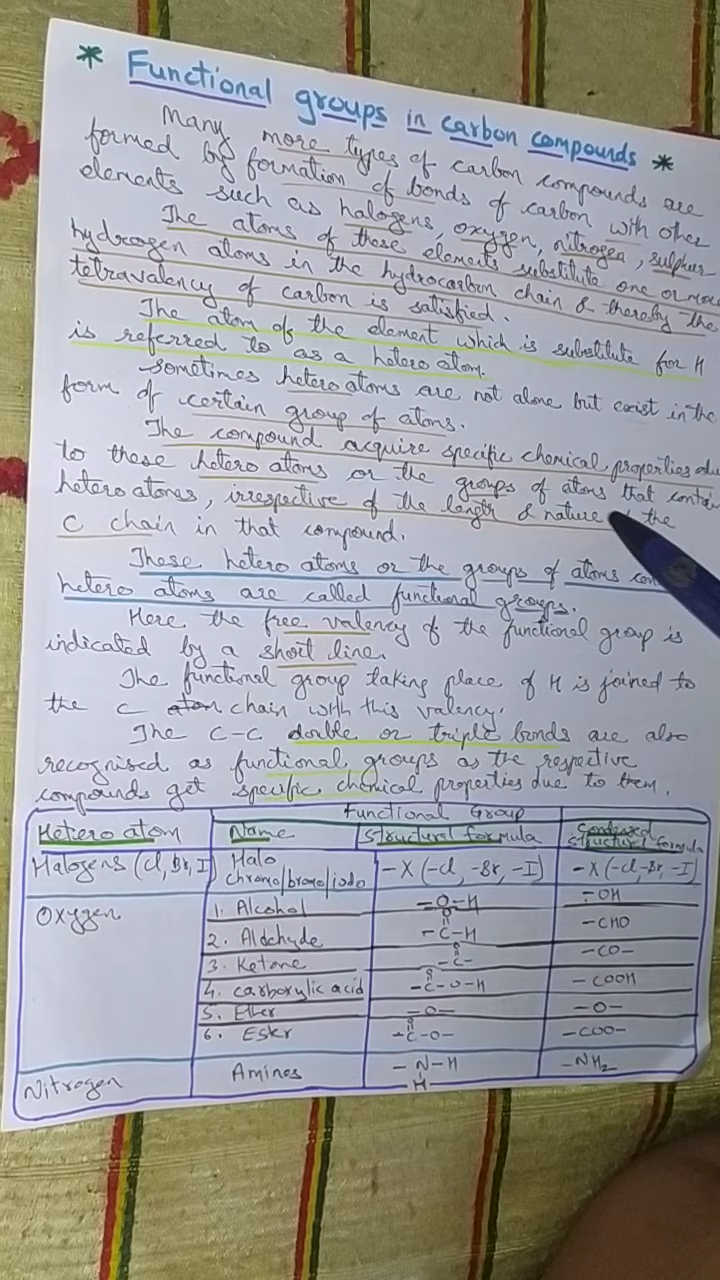 * Functional groups in carbon compounds *
Many more types of carbon compounds are
formed by formation of bonds of carbon with other
elements such as halogens, oxygen, nitrogen, sulphur
The atoms of these elements substitute one or more
hydrogen atoms in the hydrocarbon chain & thereby the
tetravalency of carbon is satisfied.
The atom of the element which is substitute for H
is referred to as a hetero atom.
sometimes hetero atoms are not alone but exist in the
form of certain group of atoms.
The compound acquire specific chemical properties due
to these hetero atoms or the groups of atoms that contain
hetero atoms, irrespective of the & nature the
C chain in that compound.
These hetero atoms or the groups of atoms con
hetero atoms are called functional groups.
Here the free valency of the functional group is
indicated by a short line.
The functional group taking place of H is joined to
the C chain with this valency.
The C-C double or triple bonds are also
recognised as functional groups as the respective
compounds get specific chemical properties due to them.
Functional Group
Hetero atom Name Structural formula Condensed structural formula
Halogens (Cl, Br, I) Halo -X (-Cl, -Br, -I) -X (-Cl, -Br, -I)
chromo/bromo/iodo
Oxygen 1. Alcohol -O-H -OH
2. Aldehyde -C(=O)-H -CHO
3. Ketone -C(=O)- -CO-
4. carboxylic acid -C(=O)-O-H -COOH
5. Ether -O- -O-
6. Ester -C(=O)-O- -COO-
Nitrogen Amines -N-H -NH₂
H